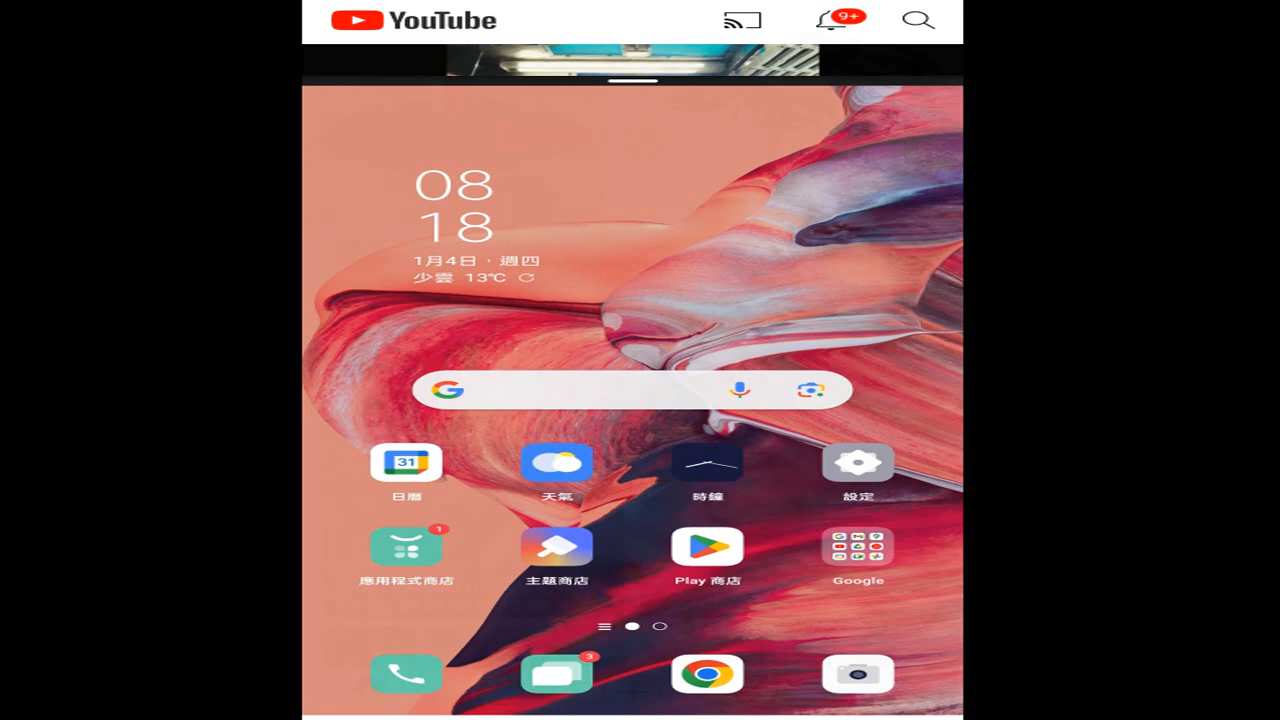 YouTube
9+
08
18
1月4日，週四
少雲 13°C
31
日曆
天氣
時鐘
設定
1
應用程式商店
主題商店
Play 商店
Google
3